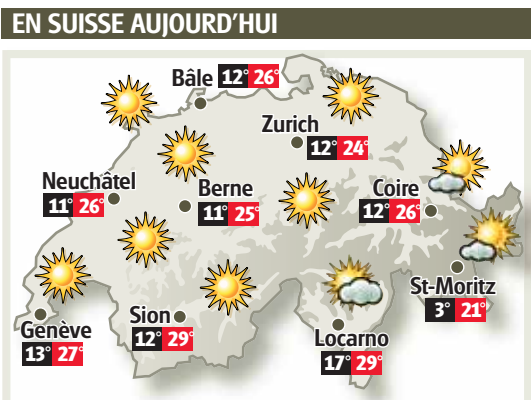 EN SUISSE AUJOURD'HUI
Bâle 12° 26°
Zurich
12° 24°
Neuchâtel
11° 26°
Berne
11° 25°
Coire
12° 26°
St-Moritz
3° 21°
Sion
12° 29°
Genève
13° 27°
Locarno
17° 29°